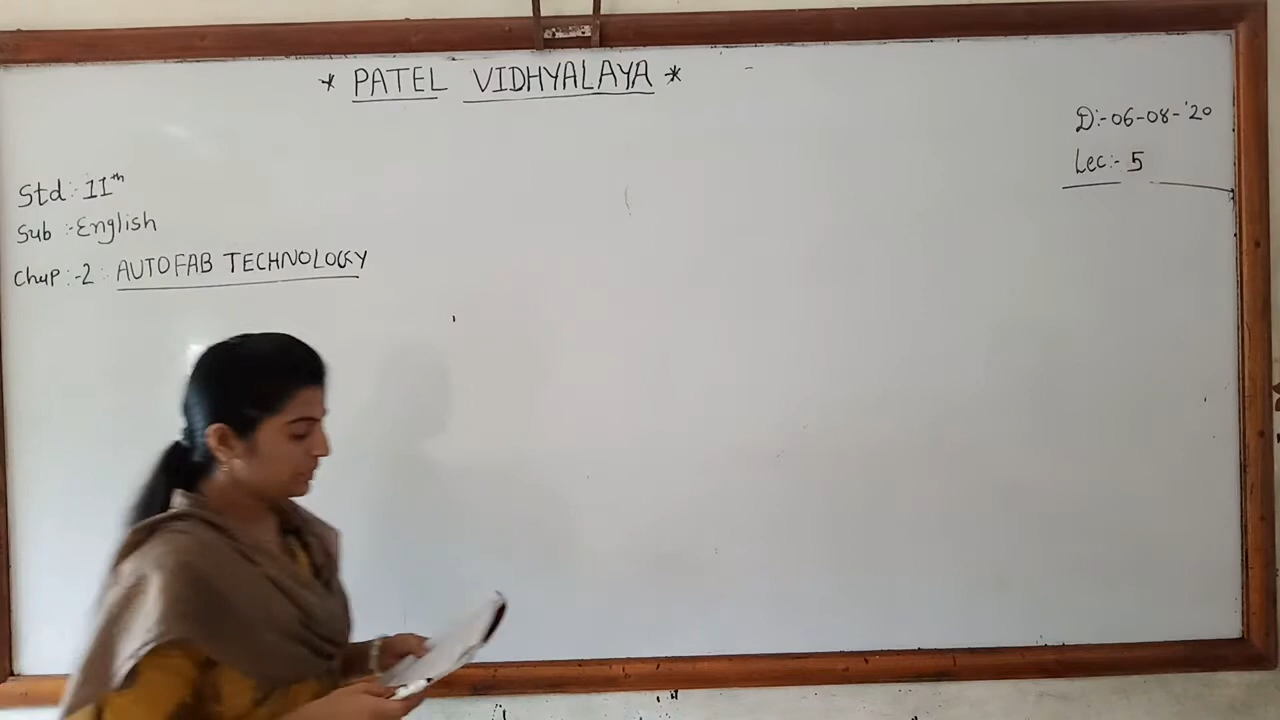 * PATEL VIDHYALAYA *
D:-06-08-'20
Lec:- 5
Std:- 11th
Sub :- English
Chap:-2: AUTOFAB TECHNOLOGY